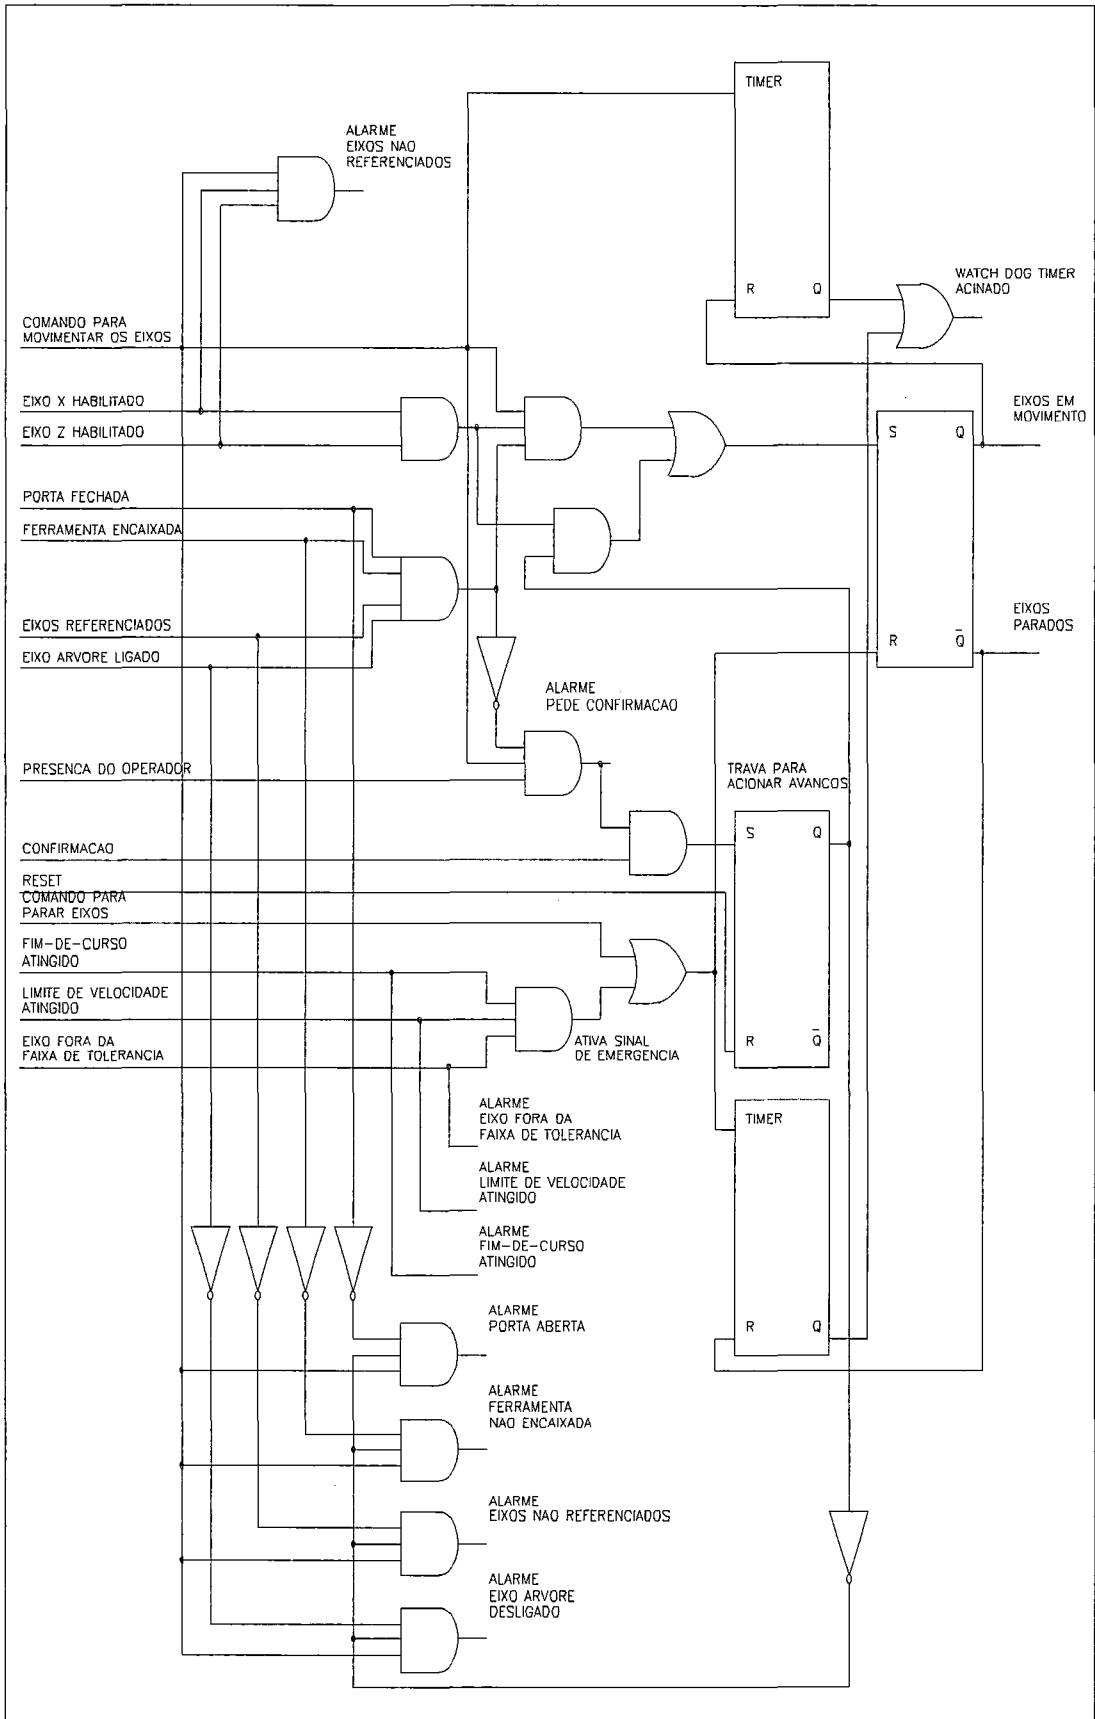 TIMER
ALARME
EIXOS NAO
REFERENCIADOS
R Q
WATCH DOG TIMER
ACINADO
COMANDO PARA
MOVIMENTAR OS EIXOS
EIXO X HABILITADO
EIXO Z HABILITADO
S Q
EIXOS EM
MOVIMENTO
PORTA FECHADA
FERRAMENTA ENCAIXADA
EIXOS REFERENCIADOS
EIXO ARVORE LIGADO
R Q̅
EIXOS
PARADOS
ALARME
PEDE CONFIRMACAO
PRESENCA DO OPERADOR
TRAVA PARA
ACIONAR AVANCOS
S Q
CONFIRMACAO
RESET
COMANDO PARA
PARAR EIXOS
FIM-DE-CURSO
ATINGIDO
LIMITE DE VELOCIDADE
ATINGIDO
EIXO FORA DA
FAIXA DE TOLERANCIA
ATIVA SINAL
DE EMERGENCIA
R Q̅
ALARME
EIXO FORA DA
FAIXA DE TOLERANCIA
TIMER
ALARME
LIMITE DE VELOCIDADE
ATINGIDO
ALARME
FIM-DE-CURSO
ATINGIDO
R Q
ALARME
PORTA ABERTA
ALARME
FERRAMENTA
NAO ENCAIXADA
ALARME
EIXOS NAO REFERENCIADOS
ALARME
EIXO ARVORE
DESLIGADO